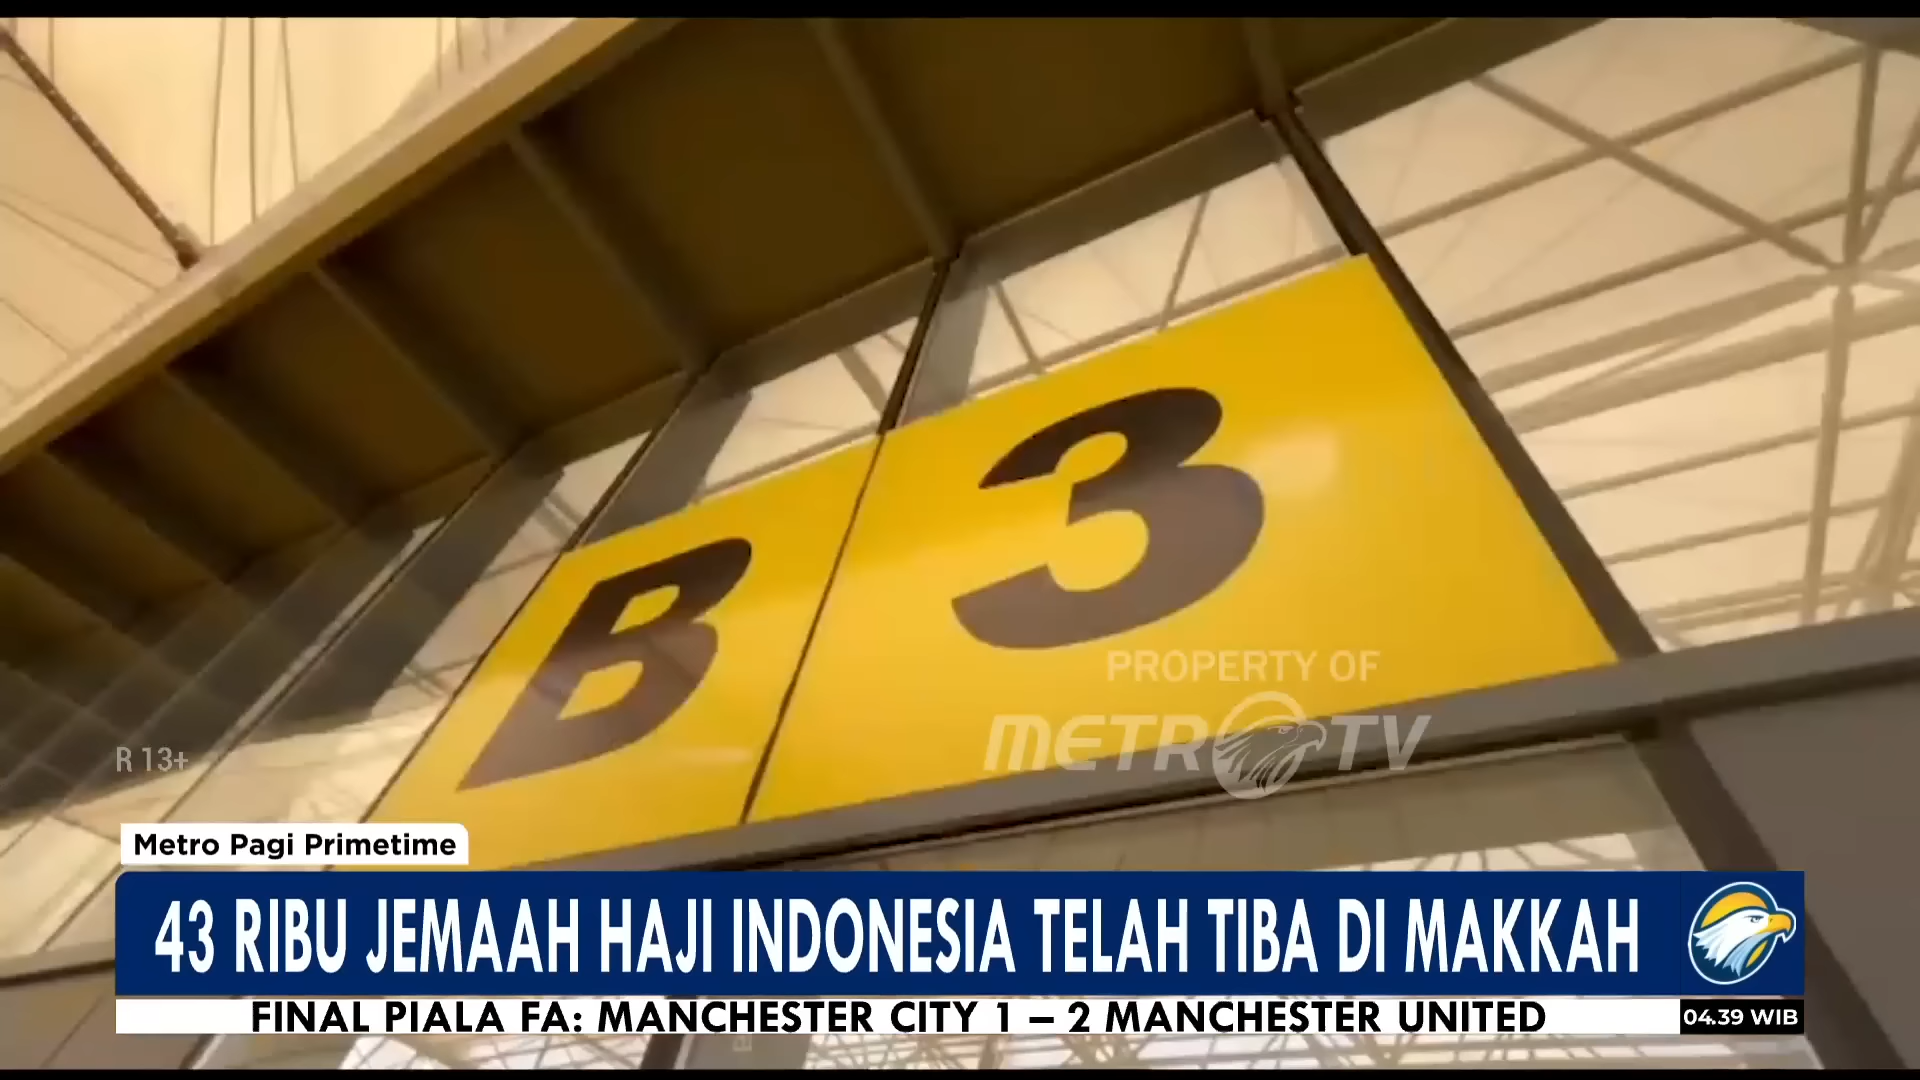 B 3
PROPERTY OF
METRO TV
R 13+
Metro Pagi Primetime
43 RIBU JEMAAH HAJI INDONESIA TELAH TIBA DI MAKKAH
FINAL PIALA FA: MANCHESTER CITY 1 – 2 MANCHESTER UNITED
04.39 WIB